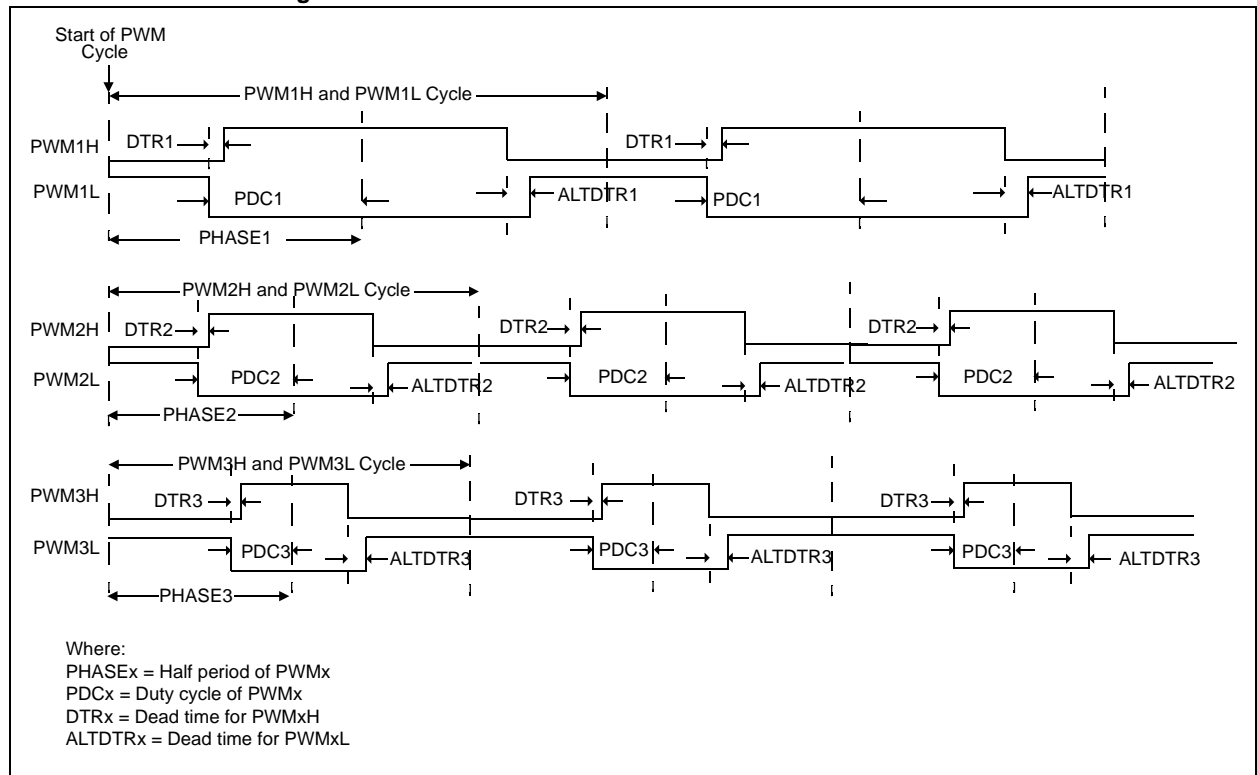 Start of PWM
Cycle
PWM1H and PWM1L Cycle
PWM1H
DTR1
DTR1
PWM1L
PDC1
ALTDTR1
PDC1
ALTDTR1
PHASE1
PWM2H and PWM2L Cycle
PWM2H
DTR2
DTR2
DTR2
PWM2L
PDC2
ALTDTR2
PDC2
ALTDTR2
PDC2
ALTDTR2
PHASE2
PWM3H and PWM3L Cycle
PWM3H
DTR3
DTR3
DTR3
PWM3L
PDC3
ALTDTR3
PDC3
ALTDTR3
PDC3
ALTDTR3
PHASE3
Where:
PHASEx = Half period of PWMx
PDCx = Duty cycle of PWMx
DTRx = Dead time for PWMxH
ALTDTRx = Dead time for PWMxL